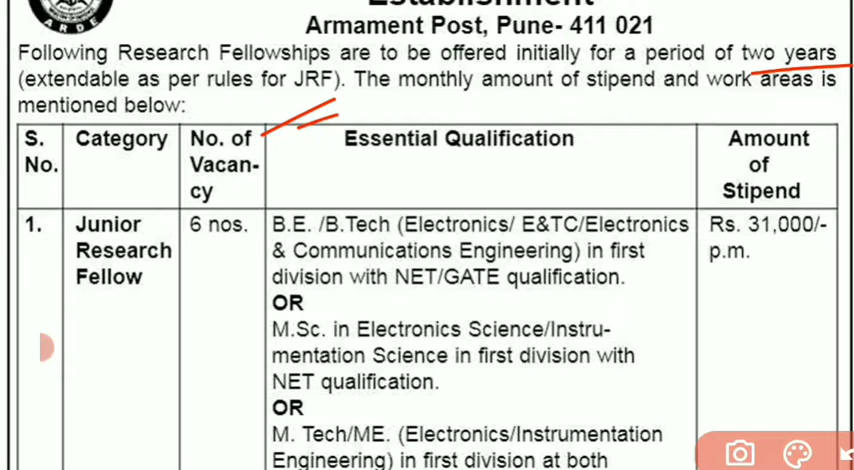 Establishment
A R D E
Armament Post, Pune- 411 021
Following Research Fellowships are to be offered initially for a period of two years
(extendable as per rules for JRF). The monthly amount of stipend and work areas is
mentioned below:
S. No.
Category
No. of Vacan-cy
Essential Qualification
Amount of Stipend
1.
Junior Research Fellow
6 nos.
B.E. /B.Tech (Electronics/ E&TC/Electronics
& Communications Engineering) in first
division with NET/GATE qualification.
OR
M.Sc. in Electronics Science/Instru-
mentation Science in first division with
NET qualification.
OR
M. Tech/ME. (Electronics/Instrumentation
Engineering) in first division at both
Rs. 31,000/-
p.m.